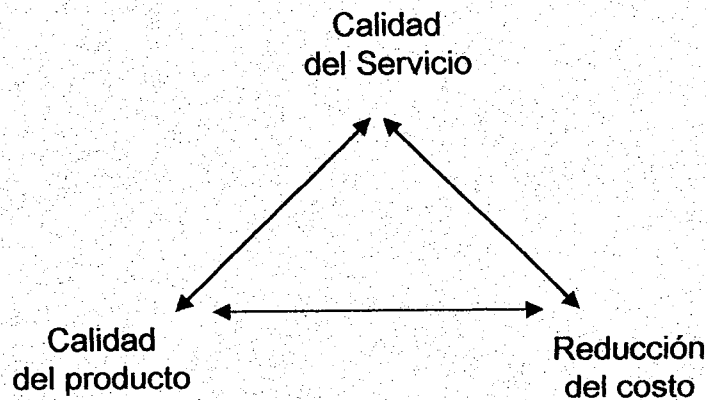 Calidad
del Servicio
Calidad
del producto
Reducción
del costo